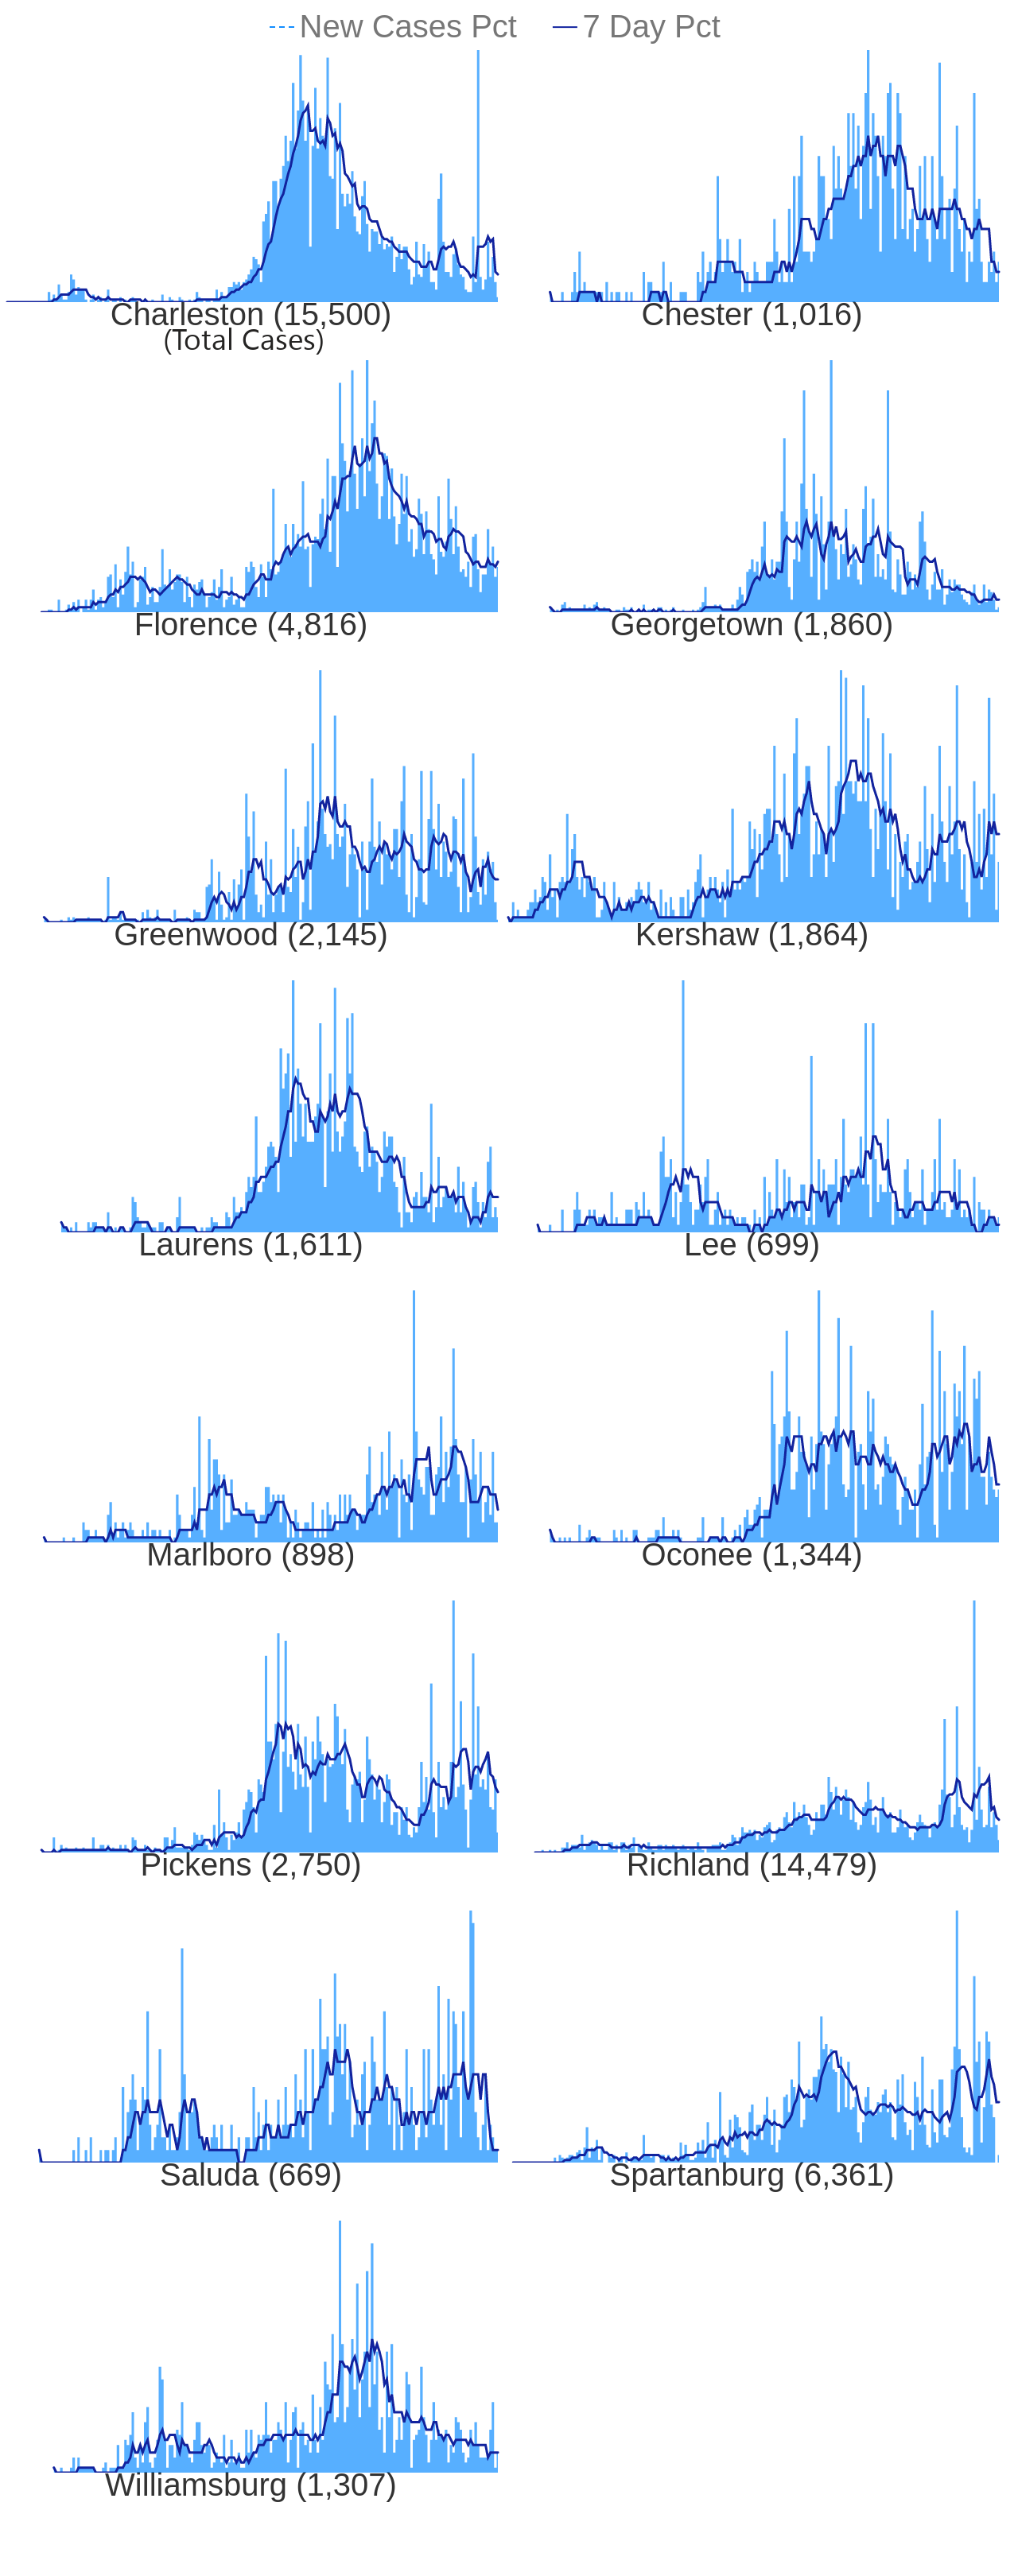 New Cases Pct 7 Day Pct
Charleston (15,500) Chester (1,016)
(Total Cases)
Florence (4,816) Georgetown (1,860)
Greenwood (2,145) Kershaw (1,864)
Laurens (1,611) Lee (699)
Marlboro (898) Oconee (1,344)
Pickens (2,750) Richland (14,479)
Saluda (669) Spartanburg (6,361)
Williamsburg (1,307)